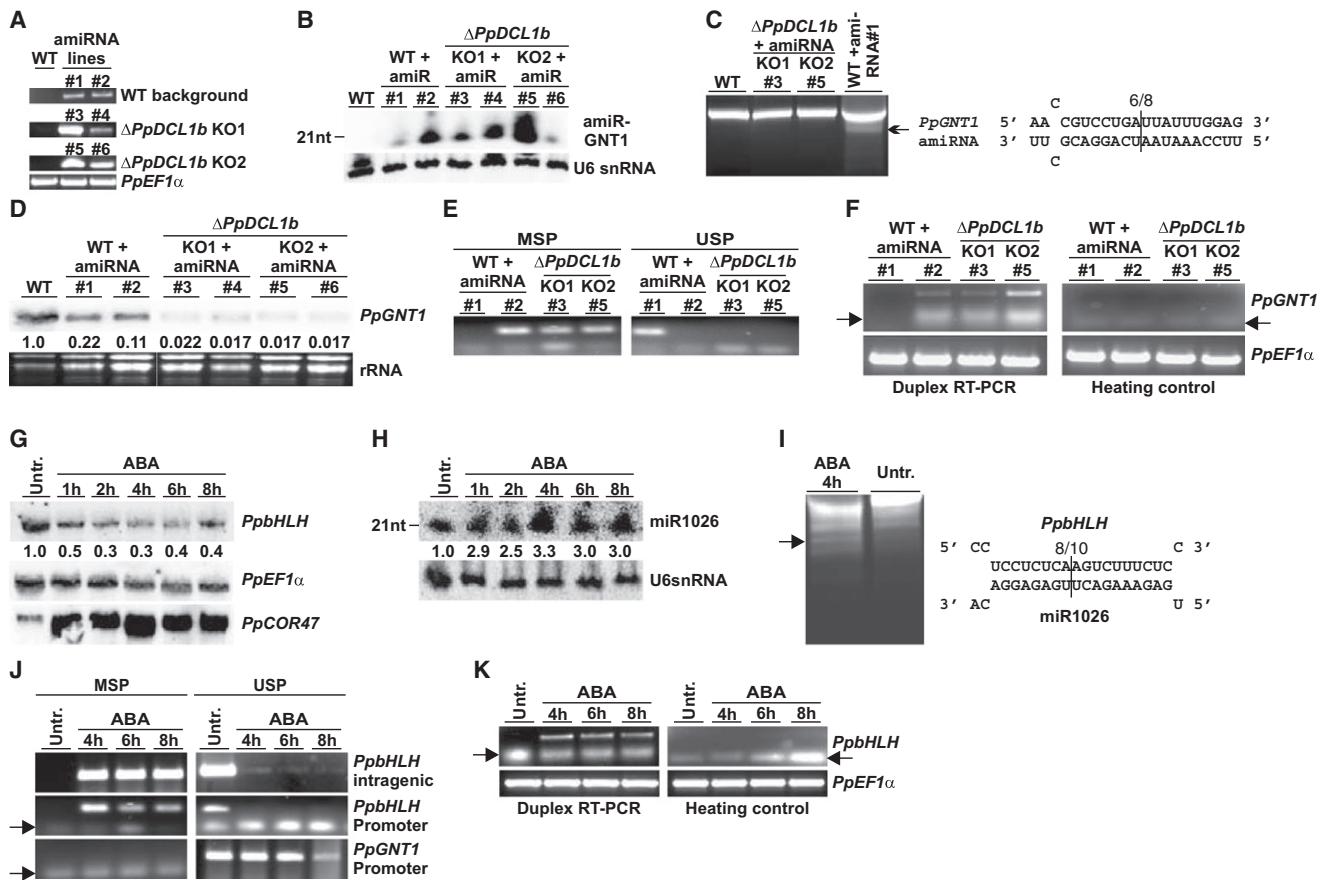 A
amiRNA
WT lines
#1 #2
WT background
#3 #4
ΔPpDCL1b KO1
#5 #6
ΔPpDCL1b KO2
PpEF1α
B
ΔPpDCL1b
WT + amiR
KO1 + amiR
KO2 + amiR
WT #1 #2 #3 #4 #5 #6
21nt
amiR-GNT1
U6 snRNA
C
ΔPpDCL1b
+ amiRNA
WT +ami-RNA#1
KO1 KO2
WT #3 #5
C 6/8
PpGNT1 5′ AA CGUCCUGAUUAUUUGGAG 3′
amiRNA 3′ UU GCAGGACUAAUAAACCUU 5′
C
D
ΔPpDCL1b
WT + amiRNA
KO1 + amiRNA
KO2 + amiRNA
WT #1 #2 #3 #4 #5 #6
PpGNT1
1.0 0.22 0.11 0.022 0.017 0.017 0.017
rRNA
E
MSP USP
WT + amiRNA ΔPpDCL1b WT + amiRNA ΔPpDCL1b
KO1 KO2 KO1 KO2
#1 #2 #3 #5 #1 #2 #3 #5
F
WT + amiRNA ΔPpDCL1b WT + amiRNA ΔPpDCL1b
KO1 KO2 KO1 KO2
#1 #2 #3 #5 #1 #2 #3 #5
PpGNT1
PpEF1α
Duplex RT-PCR Heating control
G
Untr. ABA
1h 2h 4h 6h 8h
PpbHLH
1.0 0.5 0.3 0.3 0.4 0.4
PpEF1α
PpCOR47
H
Untr. ABA
1h 2h 4h 6h 8h
21nt miR1026
1.0 2.9 2.5 3.3 3.0 3.0
U6snRNA
I
ABA 4h Untr.
PpbHLH
5′ CC 8/10 C 3′
UCCUCUCAAGUCUUUCUC
AGGAGAGUUCAGAAAGAG
3′ AC U 5′
miR1026
J
MSP USP
Untr. ABA Untr. ABA
4h 6h 8h 4h 6h 8h
PpbHLH
intragenic
PpbHLH
Promoter
PpGNT1
Promoter
K
Untr. ABA Untr. ABA
4h 6h 8h 4h 6h 8h
PpbHLH
PpEF1α
Duplex RT-PCR Heating control